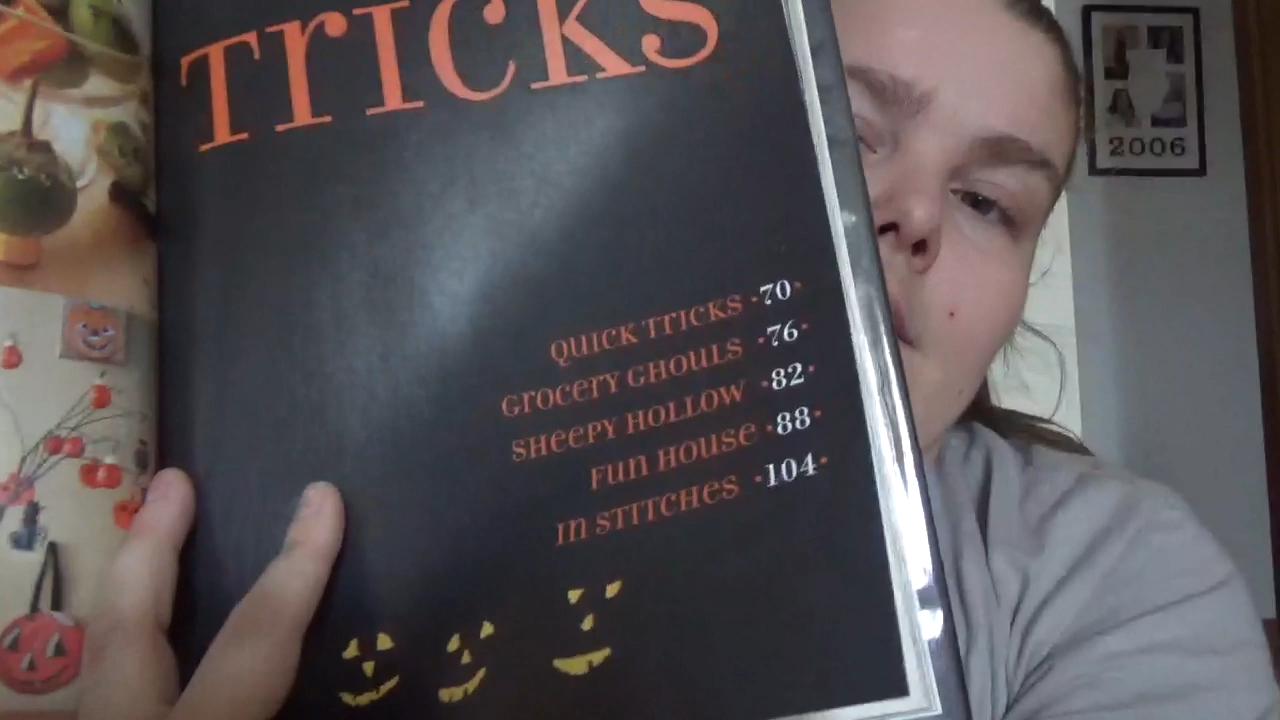 TrICKS
QUICK TrICKS ·70·
GrOCerY GHOULS ·76·
SHeePY HOLLOW ·82·
Fun HOUSe ·88·
In STITCHeS ·104·
2006